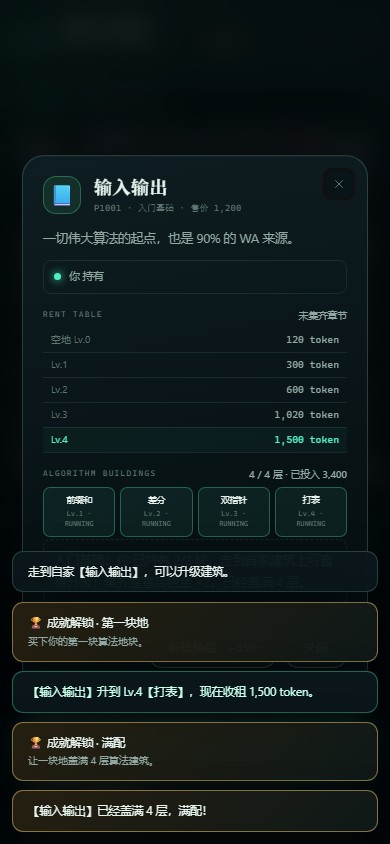 输入输出
P1001 · 入门基础 · 售价 1,200
一切伟大算法的起点，也是 90% 的 WA 来源。
你 持有
RENT TABLE 未集齐章节
空地 Lv.0 120 token
Lv.1 300 token
Lv.2 600 token
Lv.3 1,020 token
Lv.4 1,500 token
ALGORITHM BUILDINGS 4 / 4 层 · 已投入 3,400
前缀和 差分 双指针 打表
Lv.1 · RUNNING Lv.2 · RUNNING Lv.3 · RUNNING Lv.4 · RUNNING
走到自家【输入输出】，可以升级建筑。
🏆 成就解锁 · 第一块地
买下你的第一块算法地块。
【输入输出】升到 Lv.4【打表】，现在收租 1,500 token。
🏆 成就解锁 · 满配
让一块地盖满 4 层算法建筑。
【输入输出】已经盖满 4 层，满配！